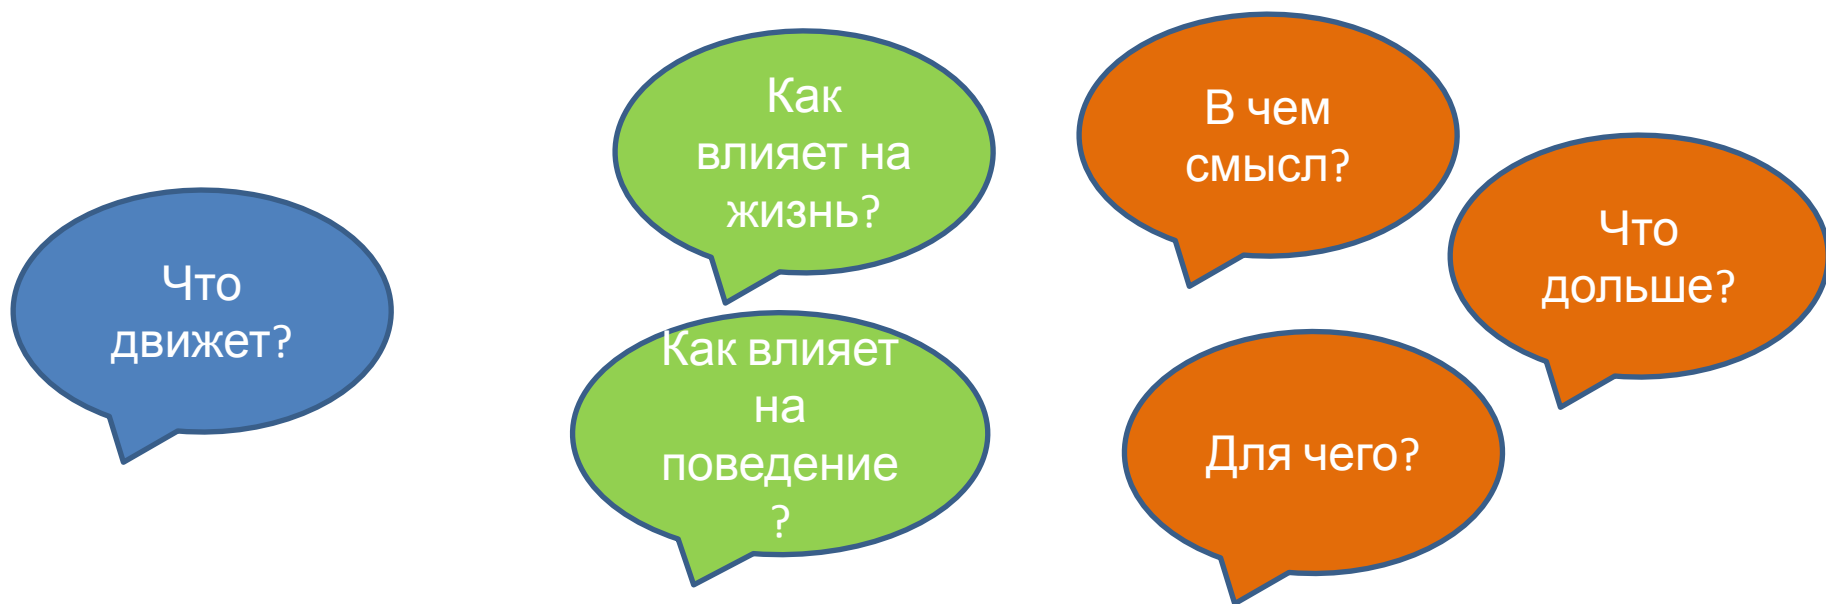 Что
движет?
Как
влияет на
жизнь?
Как влияет
на
поведение
?
В чем
смысл?
Что
дольше?
Для чего?